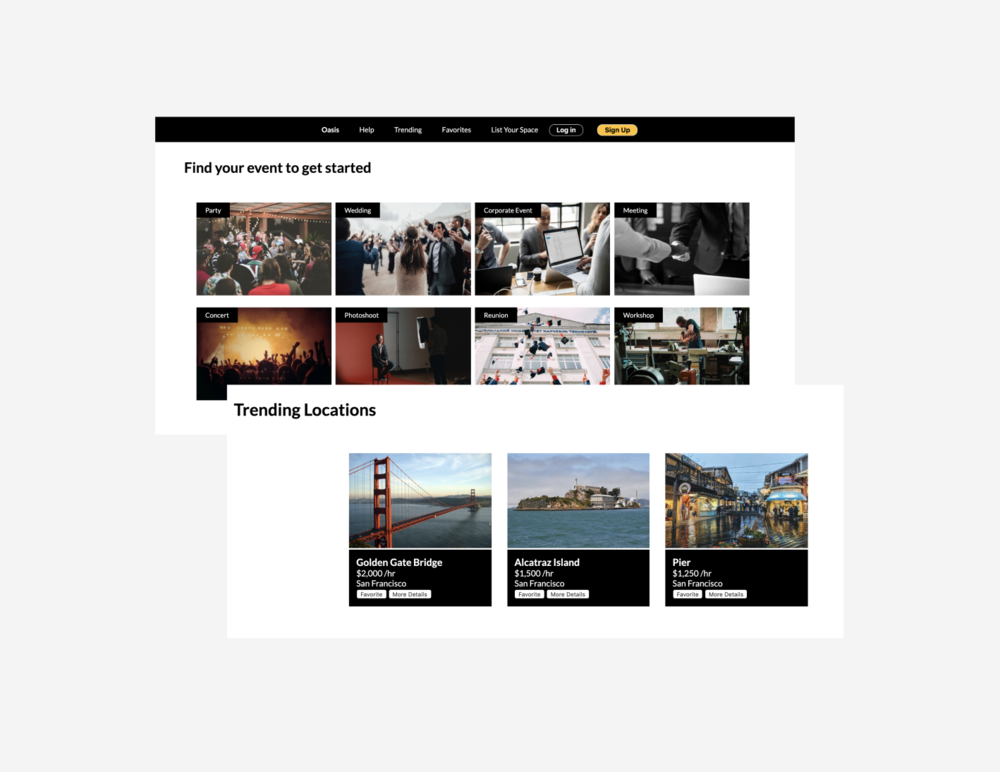 Oasis Help Trending Favorites List Your Space Log in Sign Up
Find your event to get started
Party Wedding Corporate Event Meeting
Concert Photoshoot Reunion Workshop
Trending Locations
Golden Gate Bridge
$2,000 /hr
San Francisco
Favorite More Details
Alcatraz Island
$1,500 /hr
San Francisco
Favorite More Details
Pier
$1,250 /hr
San Francisco
Favorite More Details